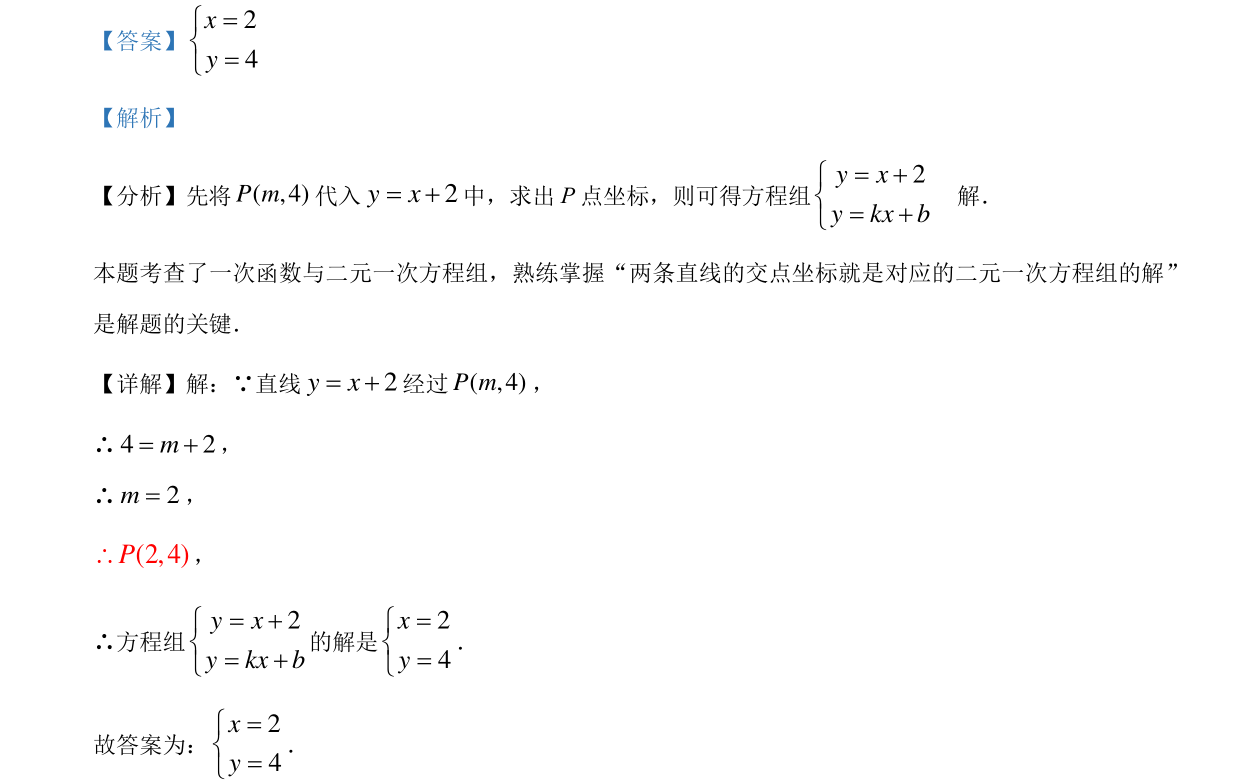 【答案】{x=2
y=4
【解析】
【分析】先将P(m,4)代入y=x+2中，求出P点坐标，则可得方程组{y=x+2
y=kx+b 解．
本题考查了一次函数与二元一次方程组，熟练掌握“两条直线的交点坐标就是对应的二元一次方程组的解”
是解题的关键．
【详解】解：∵直线y=x+2经过P(m,4)，
∴4=m+2，
∴m=2，
∴P(2,4)，
∴方程组{y=x+2
y=kx+b 的解是{x=2
y=4．
故答案为：{x=2
y=4．